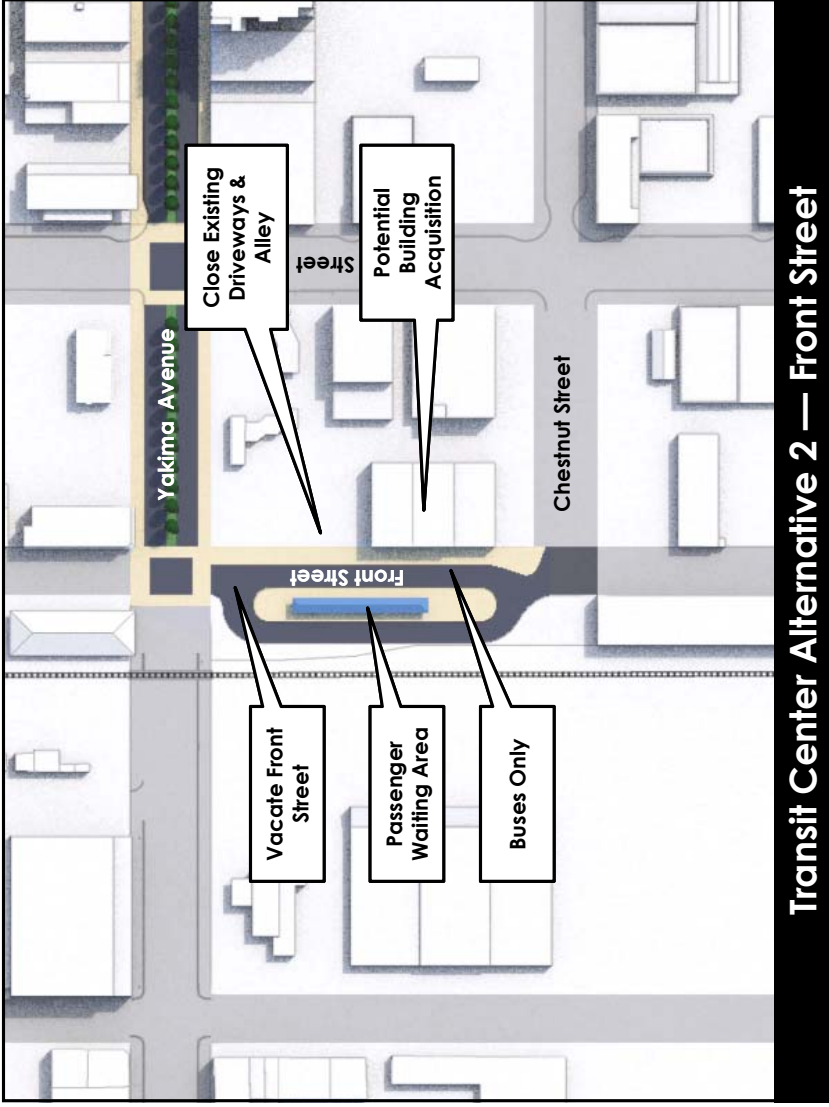 Close Existing
Driveways &
Alley
Potential
Building
Acquisition
Street
Yakima Avenue
Chestnut Street
Front Street
Vacate Front
Street
Passenger
Waiting Area
Buses Only
Transit Center Alternative 2 — Front Street